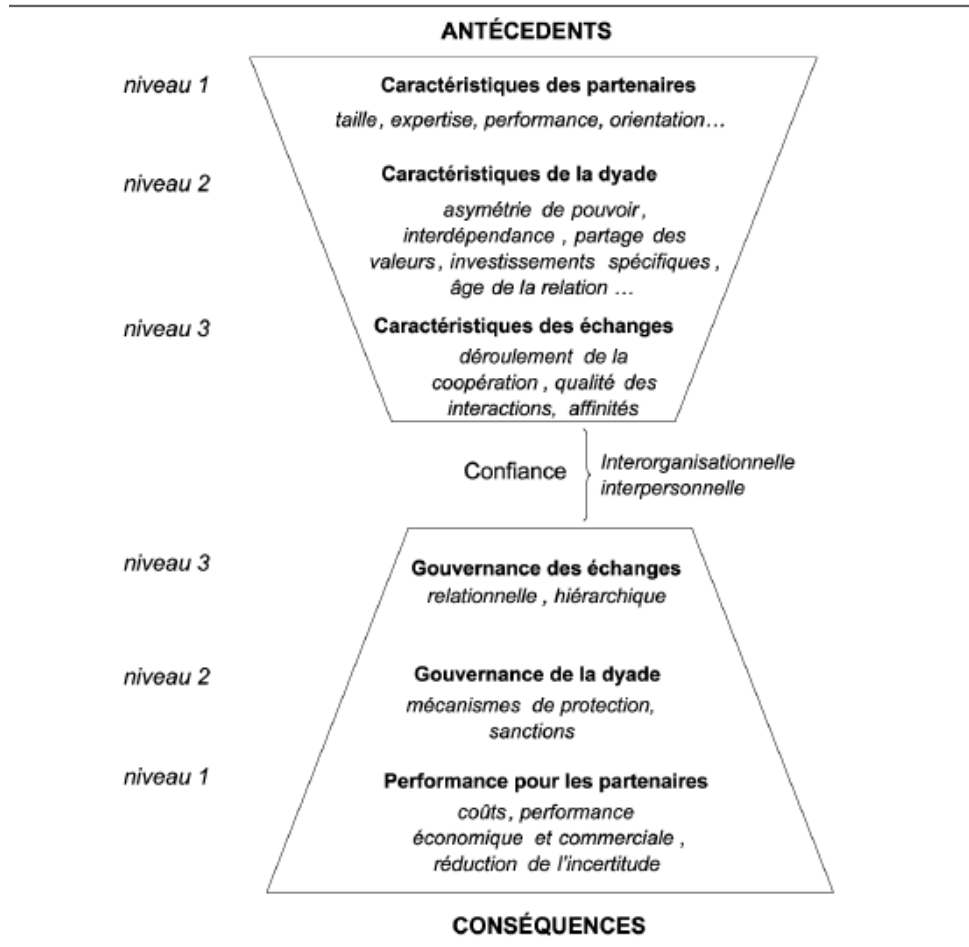 ANTÉCEDENTS
niveau 1
Caractéristiques des partenaires
taille, expertise, performance, orientation...
niveau 2
Caractéristiques de la dyade
asymétrie de pouvoir,
interdépendance, partage des
valeurs, investissements spécifiques,
âge de la relation ...
niveau 3
Caractéristiques des échanges
déroulement de la
coopération, qualité des
interactions, affinités
Confiance
Interorganisationnelle
interpersonnelle
niveau 3
Gouvernance des échanges
relationnelle, hiérarchique
niveau 2
Gouvernance de la dyade
mécanismes de protection,
sanctions
niveau 1
Performance pour les partenaires
coûts, performance
économique et commerciale,
réduction de l'incertitude
CONSÉQUENCES